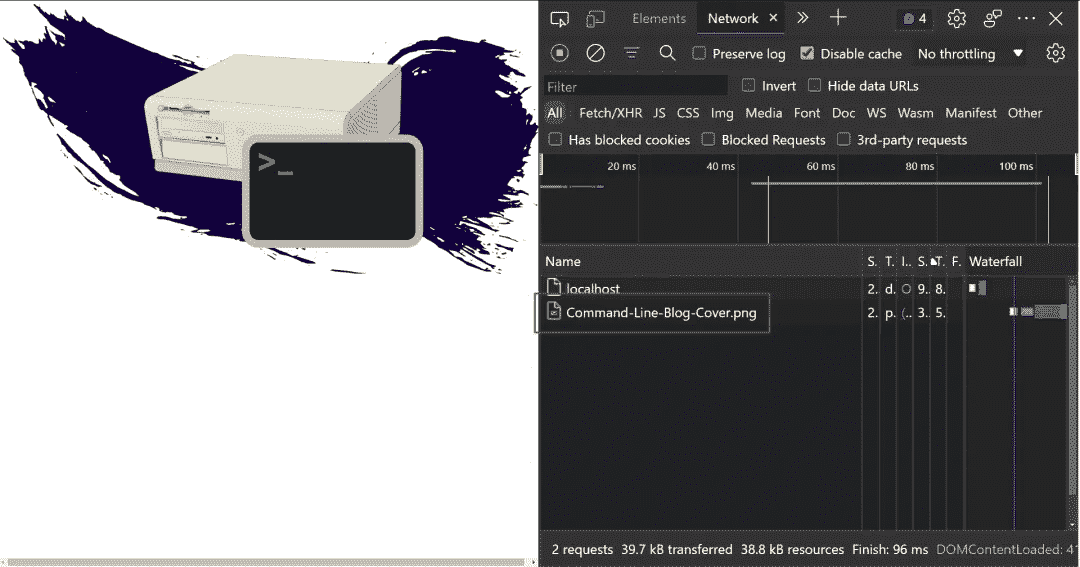 >_
Elements Network 4
Preserve log Disable cache No throttling
Filter Invert Hide data URLs
All Fetch/XHR JS CSS Img Media Font Doc WS Wasm Manifest Other
Has blocked cookies Blocked Requests 3rd-party requests
20 ms 40 ms 60 ms 80 ms 100 ms
Name S. T. I.. S. T. F. Waterfall
localhost 2. d. 9.. 8.
Command-Line-Blog-Cover.png 2. p. (.. 3.. 5.
2 requests 39.7 kB transferred 38.8 kB resources Finish: 96 ms DOMContentLoaded: 41